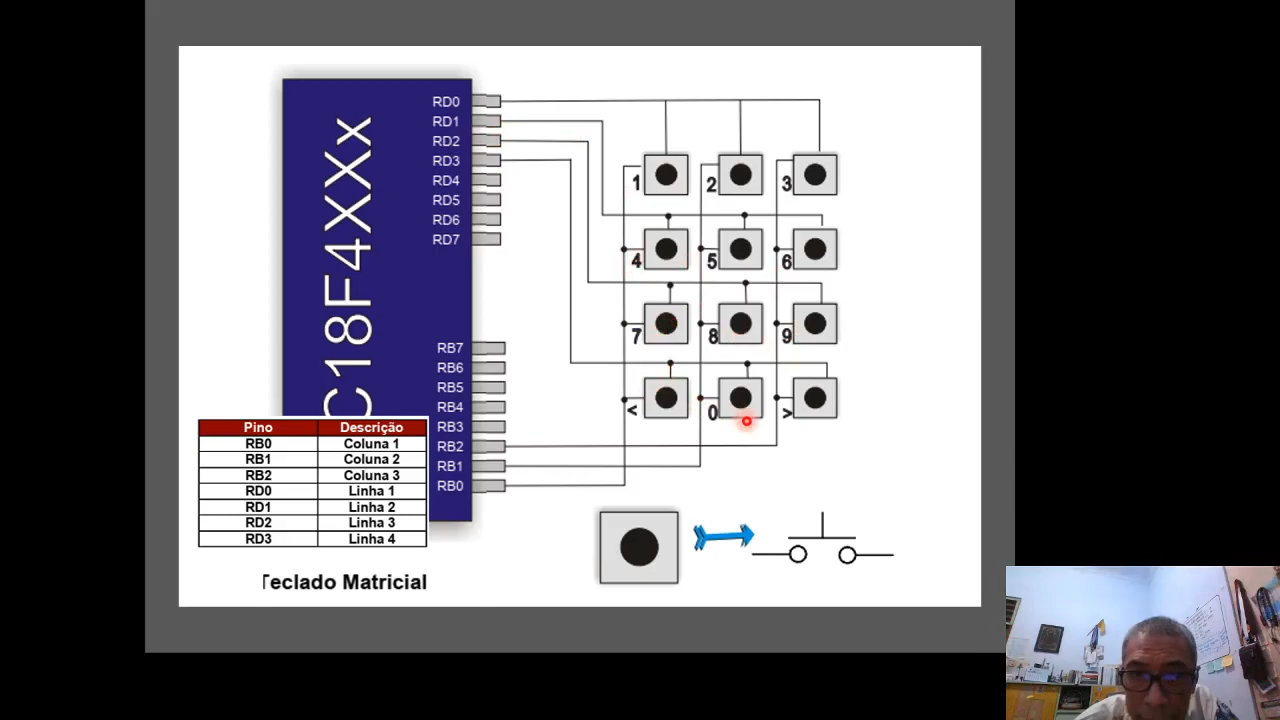 RD0
RD1
RD2
RD3
RD4
RD5
RD6
RD7
C18F4XXx
RB7
RB6
RB5
RB4
RB3
RB2
RB1
RB0
1
2
3
4
5
6
7
8
9
<
0
>
Pino Descrição
RB0 Coluna 1
RB1 Coluna 2
RB2 Coluna 3
RD0 Linha 1
RD1 Linha 2
RD2 Linha 3
RD3 Linha 4
Teclado Matricial